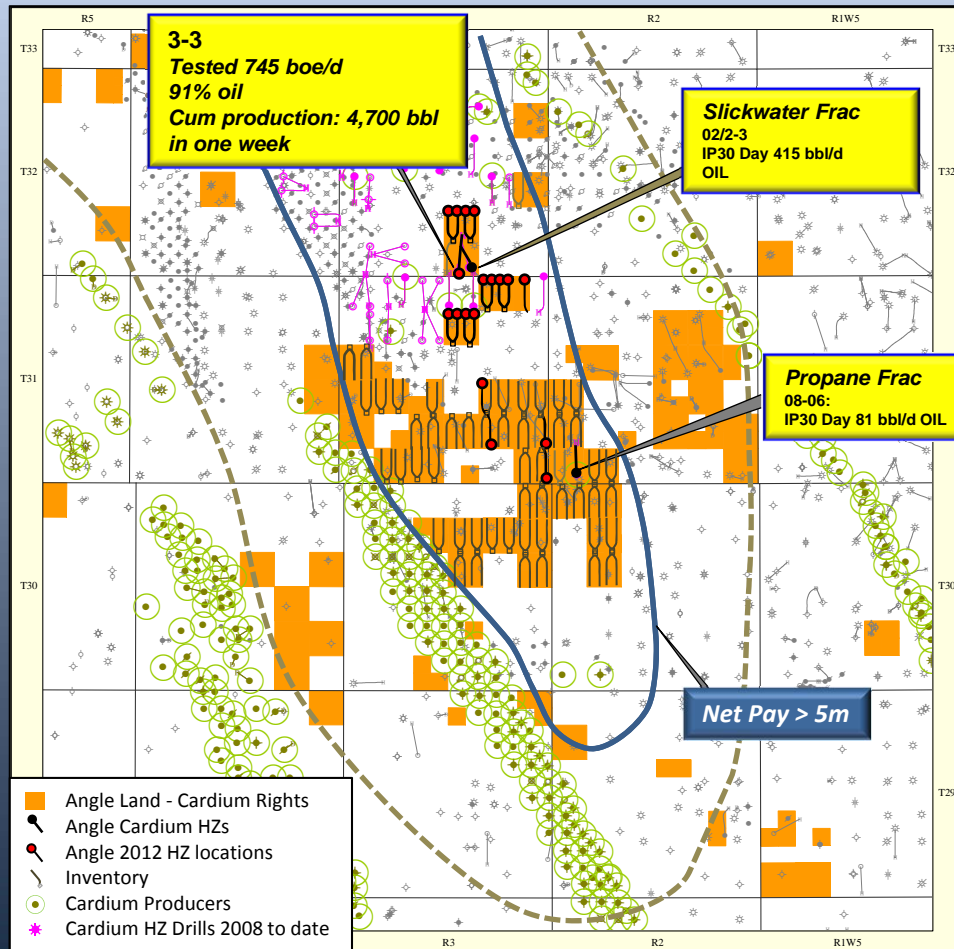 R5
R2
R1W5
T33
T33
3-3
Tested 745 boe/d
91% oil
Cum production: 4,700 bbl
in one week
Slickwater Frac
02/2-3
IP30 Day 415 bbl/d
OIL
T32
T32
T31
T31
Propane Frac
08-06:
IP30 Day 81 bbl/d OIL
T30
T30
Net Pay > 5m
T29
Angle Land - Cardium Rights
Angle Cardium HZs
Angle 2012 HZ locations
Inventory
Cardium Producers
Cardium HZ Drills 2008 to date
R3
R2
R1W5